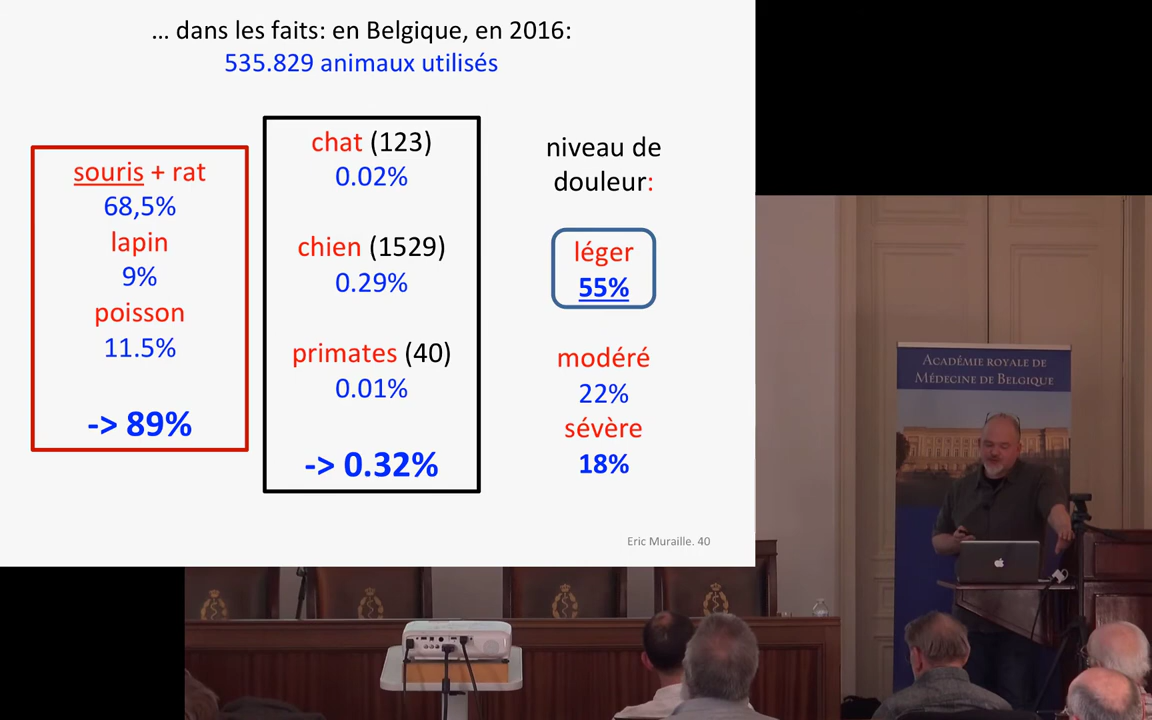 ... dans les faits: en Belgique, en 2016:
535.829 animaux utilisés
souris + rat
68,5%
lapin
9%
poisson
11.5%
-> 89%
chat (123)
0.02%
chien (1529)
0.29%
primates (40)
0.01%
-> 0.32%
niveau de
douleur:
léger
55%
modéré
22%
sévère
18%
Eric Muraille. 40
Académie royale de
Médecine de Belgique